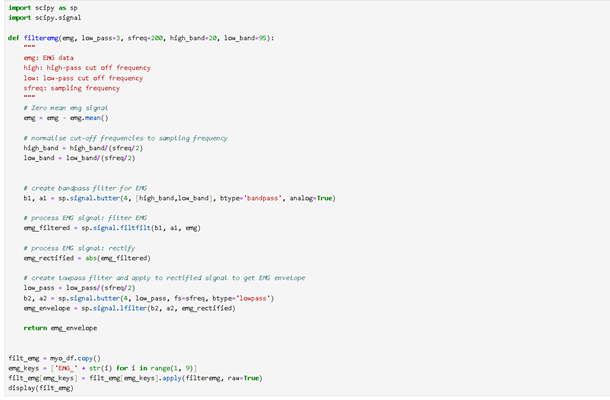 import scipy as sp
import scipy.signal
def filteremg(emg, low_pass=3, sfreq=200, high_band=20, low_band=95):
"""
emg: EMG data
high: high-pass cut off frequency
low: low-pass cut off frequency
sfreq: sampling frequency
"""
# Zero mean emg signal
emg = emg - emg.mean()
# normalise cut-off frequencies to sampling frequency
high_band = high_band/(sfreq/2)
low_band = low_band/(sfreq/2)
# create bandpass filter for EMG
b1, a1 = sp.signal.butter(4, [high_band,low_band], btype='bandpass', analog=True)
# process EMG signal: filter EMG
emg_filtered = sp.signal.filtfilt(b1, a1, emg)
# process EMG signal: rectify
emg_rectified = abs(emg_filtered)
# create lowpass filter and apply to rectified signal to get EMG envelope
low_pass = low_pass/(sfreq/2)
b2, a2 = sp.signal.butter(4, low_pass, fs=sfreq, btype='lowpass')
emg_envelope = sp.signal.lfilter(b2, a2, emg_rectified)
return emg_envelope
filt_emg = myo_df.copy()
emg_keys = ['EMG_' + str(i) for i in range(1, 9)]
filt_emg[emg_keys] = filt_emg[emg_keys].apply(filteremg, raw=True)
display(filt_emg)